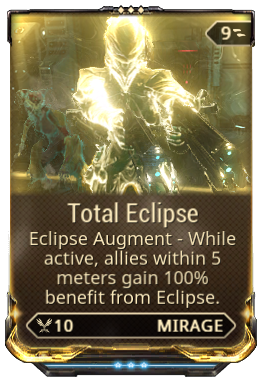 9
Total Eclipse
Eclipse Augment - While
active, allies within 5
meters gain 100%
benefit from Eclipse.
10 MIRAGE